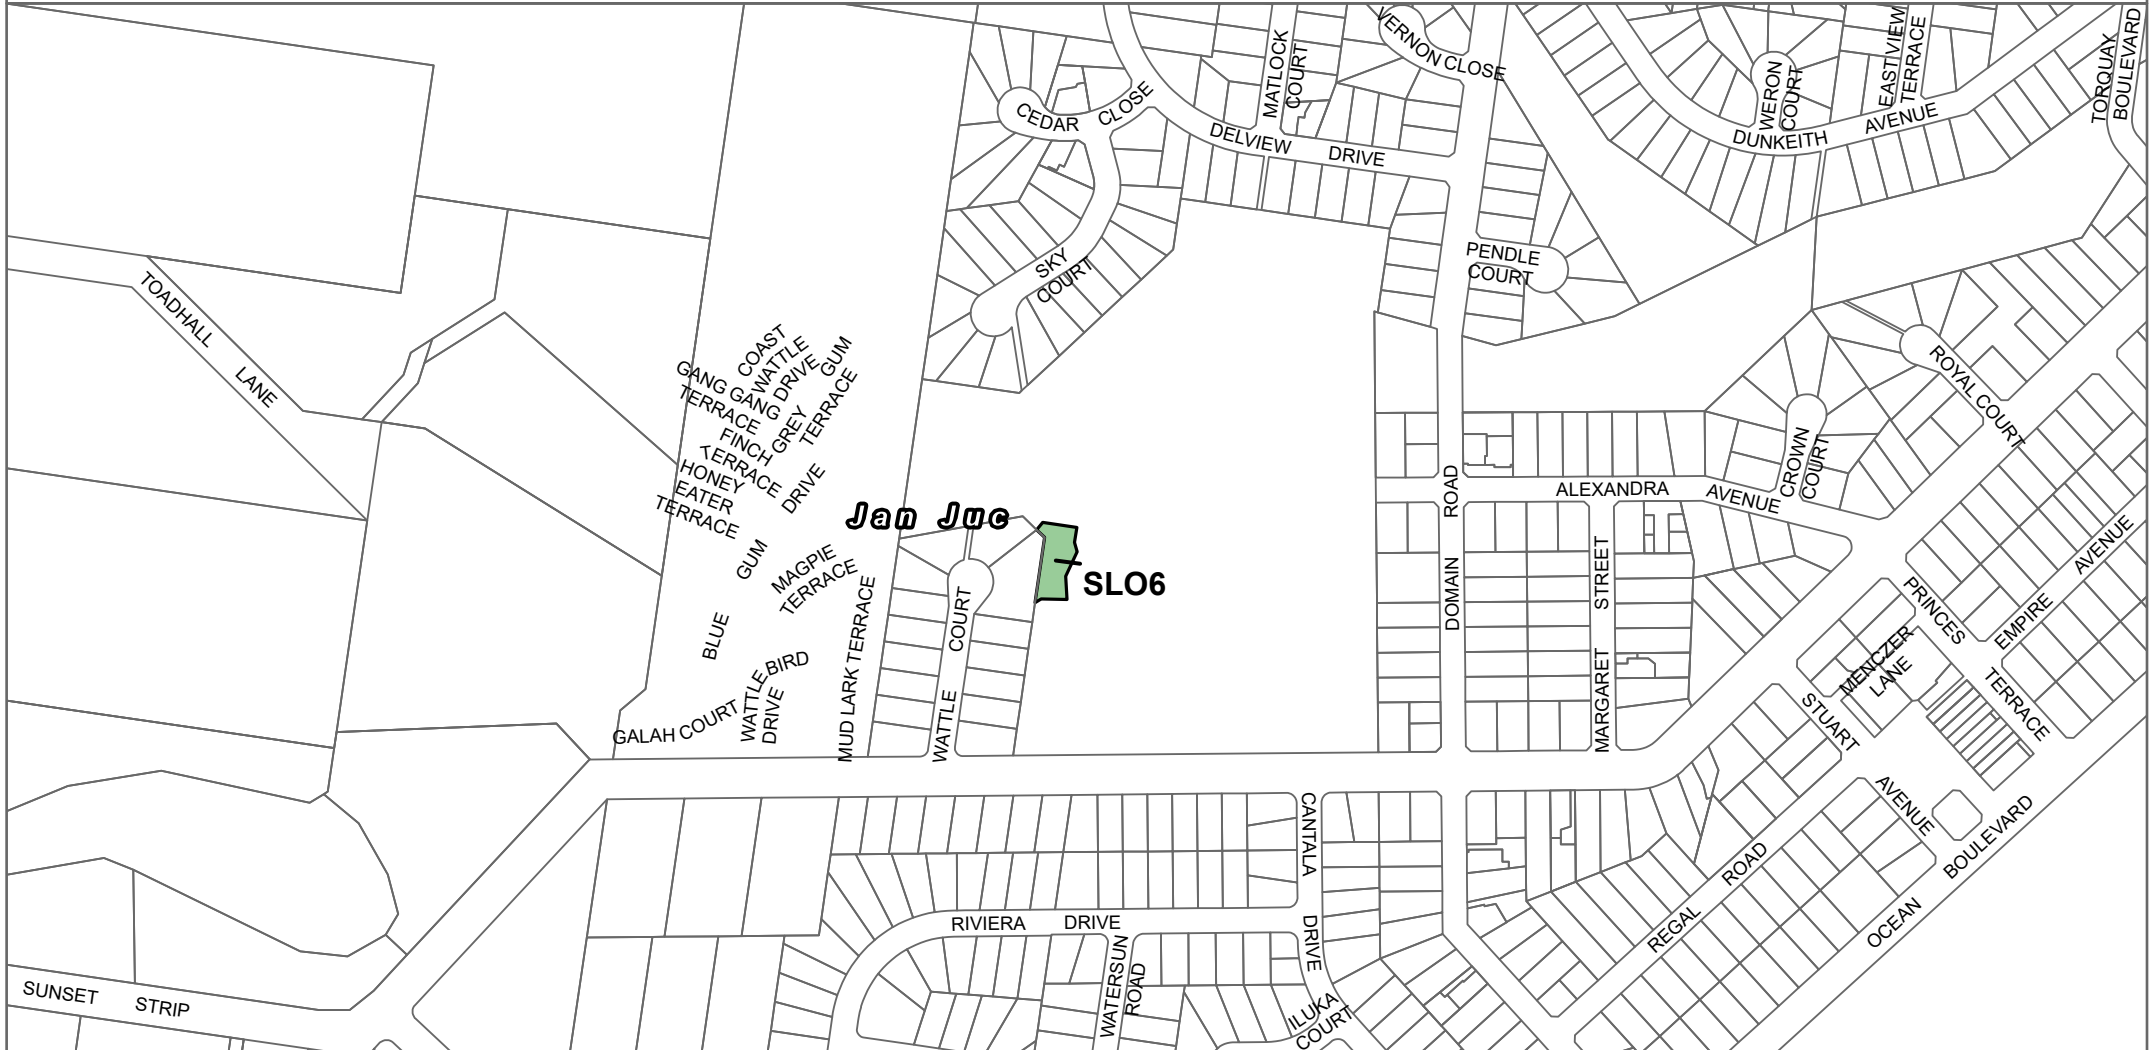 VERNON CLOSE
MATLOCK
COURT
WERON
COURT
EASTVIEW
TERRACE
TORQUAY
BOULEVARD
CEDAR CLOSE
DELVIEW DRIVE
DUNKEITH AVENUE
SKY
COURT
PENDLE
COURT
TOADHALL LANE
COAST
WATTLE
DRIVE
GREY GUM
TERRACE
GANG GANG
TERRACE
FINCH
TERRACE
HONEY
EATER
TERRACE
BLUE GUM DRIVE
MAGPIE
TERRACE
Jan Juc
SLO6
WATTLE COURT
MUD LARK TERRACE
WATTLE BIRD
DRIVE
GALAH COURT
DOMAIN ROAD
ALEXANDRA AVENUE
CROWN
COURT
ROYAL COURT
MARGARET STREET
PRINCES TERRACE
EMPIRE AVENUE
MENCZER
LANE
STUART AVENUE
OCEAN BOULEVARD
REGAL ROAD
CANTALA DRIVE
RIVIERA DRIVE
WATERSUN
ROAD
ILUKA
COURT
SUNSET STRIP